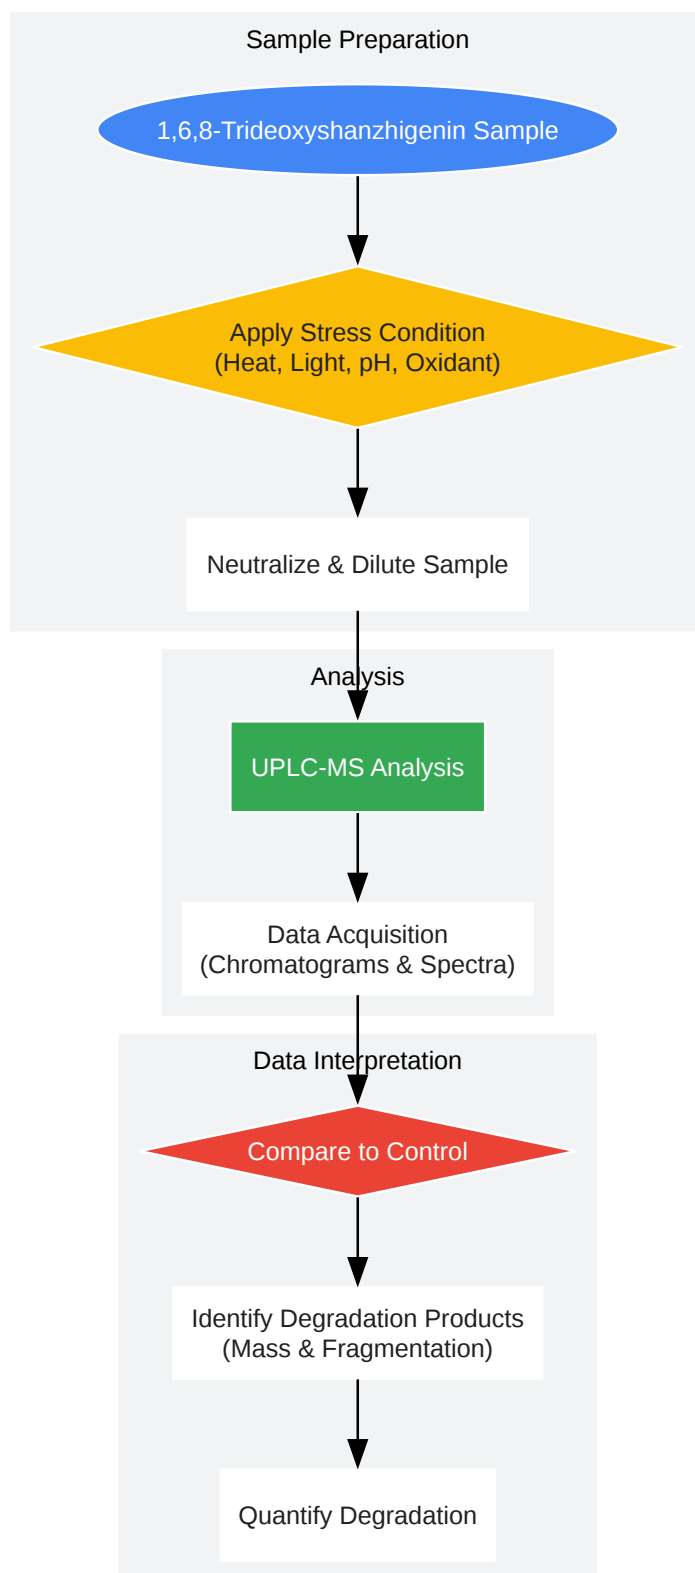 Sample Preparation
1,6,8-Trideoxyshanzhigenin Sample
Apply Stress Condition
(Heat, Light, pH, Oxidant)
Neutralize & Dilute Sample
Analysis
UPLC-MS Analysis
Data Acquisition
(Chromatograms & Spectra)
Data Interpretation
Compare to Control
Identify Degradation Products
(Mass & Fragmentation)
Quantify Degradation